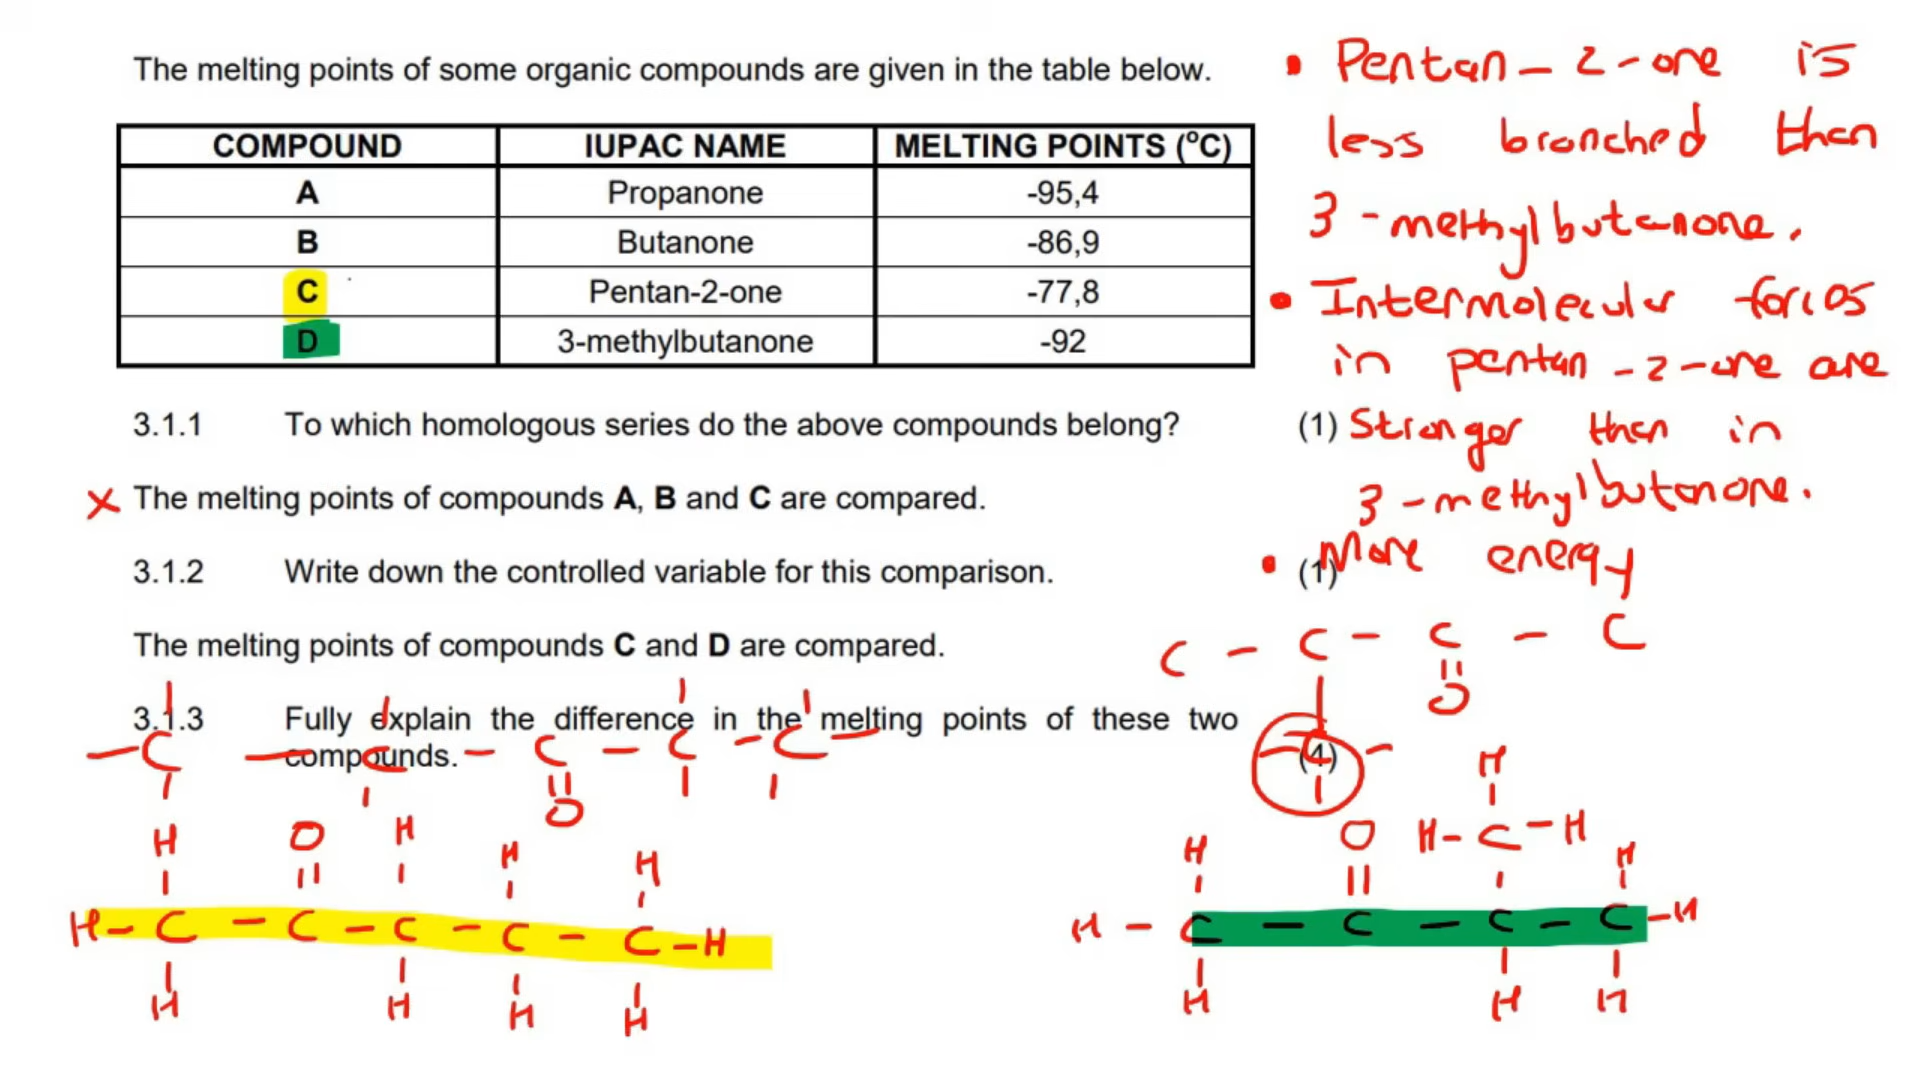 The melting points of some organic compounds are given in the table below.
COMPOUND IUPAC NAME MELTING POINTS (°C)
A Propanone -95,4
B Butanone -86,9
C Pentan-2-one -77,8
D 3-methylbutanone -92
3.1.1 To which homologous series do the above compounds belong? (1)
X The melting points of compounds A, B and C are compared.
3.1.2 Write down the controlled variable for this comparison. (1)
The melting points of compounds C and D are compared.
3.1.3 Fully explain the difference in the melting points of these two
compounds. (4)
• Pentan-2-one is
less branched than
3-methylbutanone.
• Intermolecular forces
in pentan-2-one are
Stronger than in
3-methylbutanone.
• More energy
C - C - C - C
O
C
- C - C - C - C - C -
O
H O H H H
H - C - C - C - C - C - H
H H H H
H
H O H - C - H H
H - C - C - C - C - H
H H H